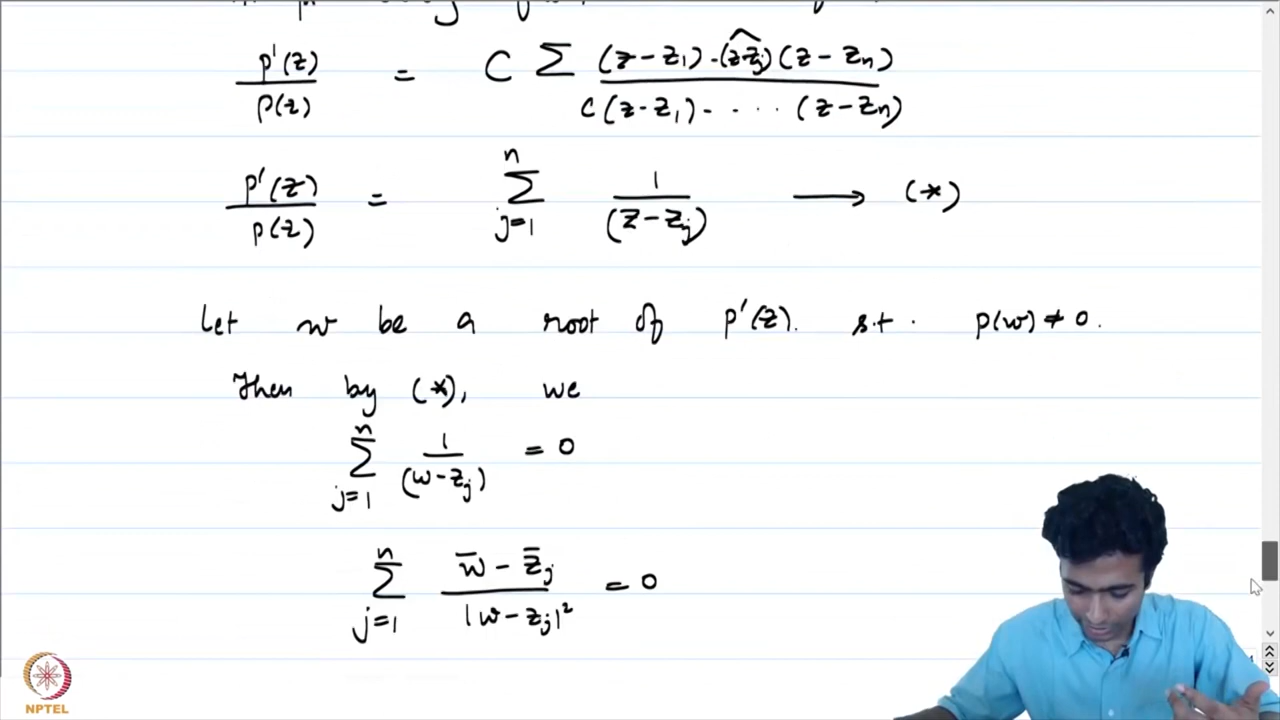 p'(z) / p(z) = C Σ (z-z₁)·(z z_j)^(z-z_n) / c(z-z₁)-···(z-z_n)
p'(z) / p(z) = Σ_{j=1}^{n} 1 / (z-z_j) ⟶ (*)
Let w be a root of p'(z). s.t. p(w) ≠ 0.
Then by (*), we
Σ_{j=1}^{n} 1 / (w-z_j) = 0
Σ_{j=1}^{n} w̄ - z̄_j / |w-z_j|² = 0
NPTEL